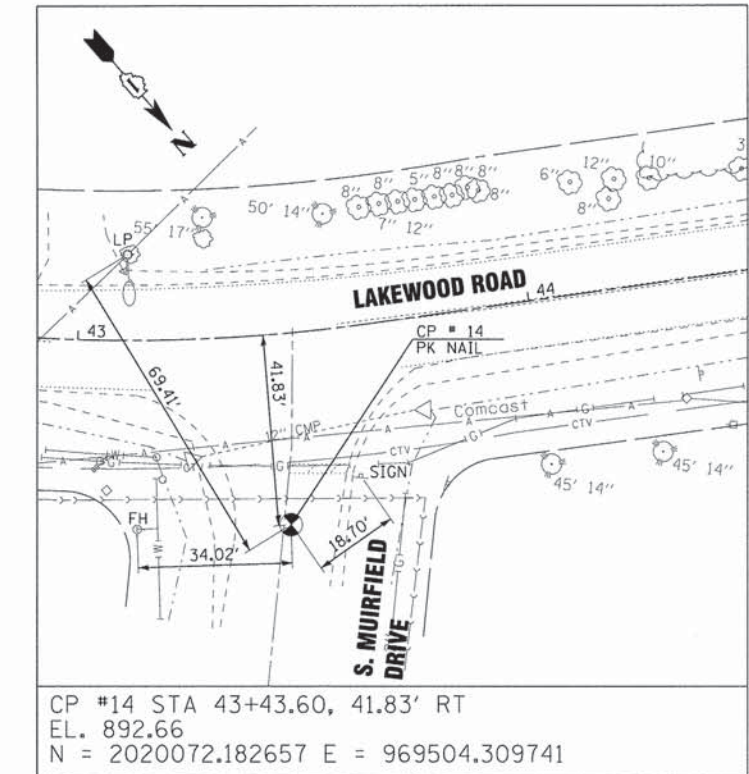 N
3
12"
10"
6"
8"
8"
8"
5"
8"
8"
8"
8"
7"
12"
50' 14"
55'
17"
LP
LAKEWOOD ROAD
44
43
CP # 14
PK NAIL
69.41'
41.83'
A
A
Comcast
A
G
A
12" CMP
A
A
CTV
CTV
A
G
W
A
G
G
G
SIGN
45' 14"
45' 14"
FH
W
34.02'
18.70'
G
S. MUIRFIELD
DRIVE
CP #14 STA 43+43.60, 41.83' RT
EL. 892.66
N = 2020072.182657 E = 969504.309741